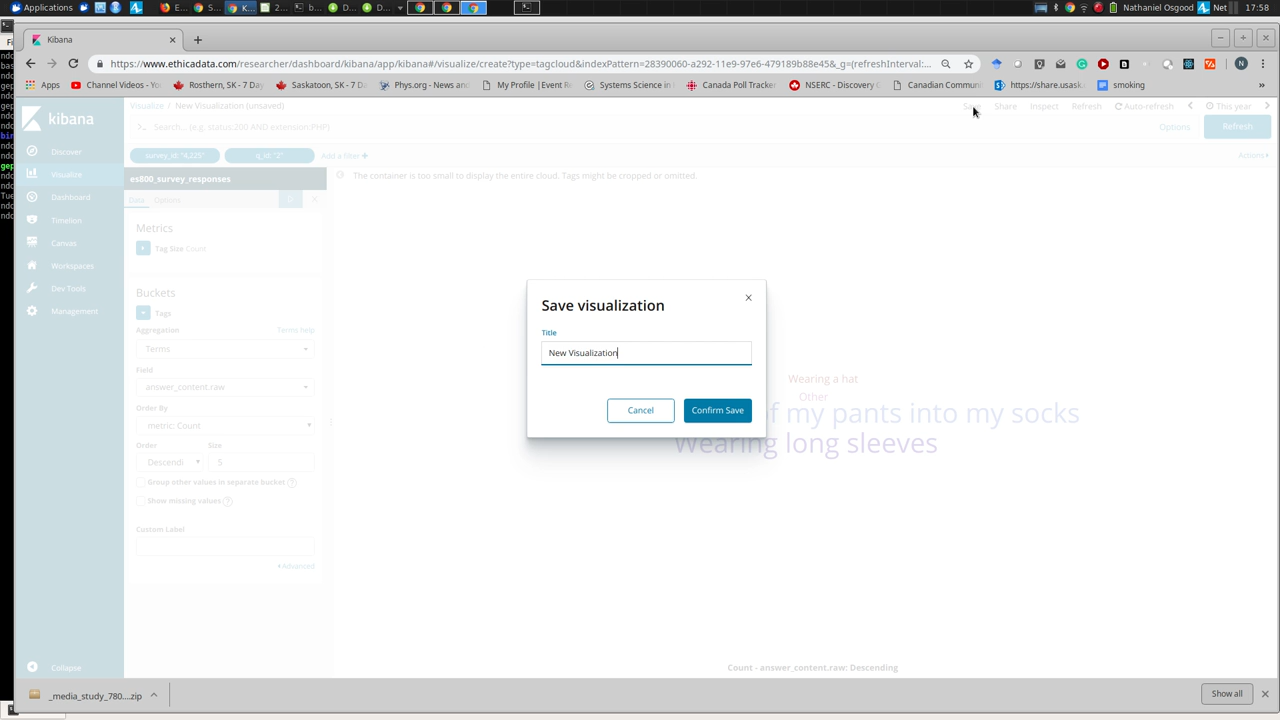 Applications
E...
S...
K...
N...
*...
D...
D...
Nathaniel Osgood
Net
17:58
Kibana
https://www.ethicadata.com/researcher/dashboard/kibana/app/kibana#/visualize/create?type=tagcloud&indexPattern=28390060-a292-11e9-97e6-479189b88e45&_g=(refreshInterval:...
Apps
Channel Videos - Yo...
Rosthern, SK - 7 Day...
Saskatoon, SK - 7 D...
Phys.org - News and...
My Profile | Event R...
Systems Science in...
Canada Poll Tracker
NSERC - Discovery G...
Canadian Communi...
https://share.usask...
smoking
kibana
Visualize / New Visualization (unsaved)
Save
Share
Inspect
Refresh
Auto-refresh
This year
>_ Search... (e.g. status:200 AND extension:PHP)
Options
Refresh
survey_id: "4,225"
q_id: "2"
Add a filter +
Actions
Discover
Visualize
Dashboard
Timelion
Canvas
Workspaces
Dev Tools
Management
Collapse
es800_survey_responses
Data
Options
Metrics
Tag Size Count
Buckets
Tags
Aggregation
Terms help
Terms
Field
answer_content.raw
Order By
metric: Count
Order
Size
Descendi
5
Group other values in separate bucket
Show missing values
Custom Label
Advanced
The container is too small to display the entire cloud. Tags might be cropped or omitted.
Save visualization
Title
New Visualization
Cancel
Confirm Save
Wearing a hat
Other
of my pants into my socks
Wearing long sleeves
Count - answer_content.raw: Descending
_media_study_780....zip
Show all